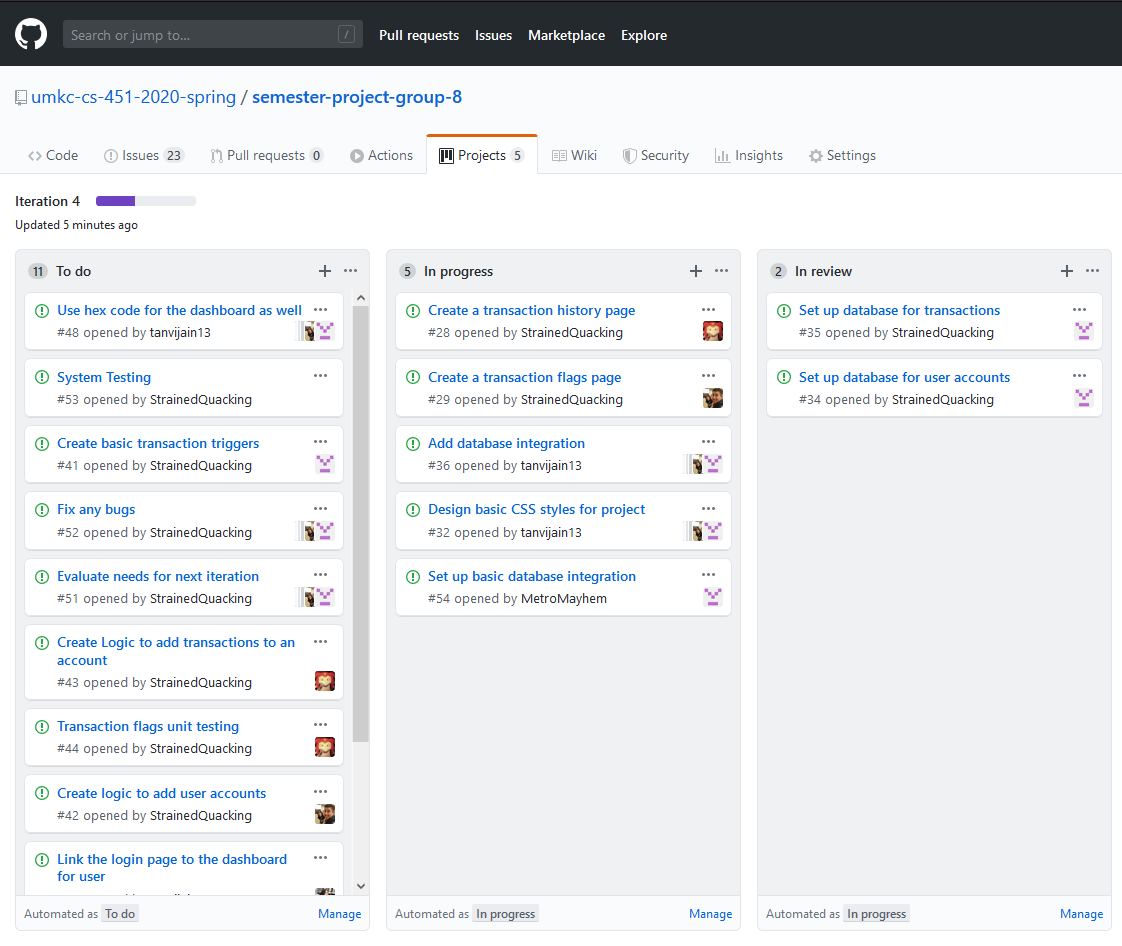 Search or jump to... /
Pull requests Issues Marketplace Explore
umkc-cs-451-2020-spring / semester-project-group-8
Code Issues 23 Pull requests 0 Actions Projects 5 Wiki Security Insights Settings
Iteration 4
Updated 5 minutes ago
11 To do
Use hex code for the dashboard as well
#48 opened by tanvijain13
System Testing
#53 opened by StrainedQuacking
Create basic transaction triggers
#41 opened by StrainedQuacking
Fix any bugs
#52 opened by StrainedQuacking
Evaluate needs for next iteration
#51 opened by StrainedQuacking
Create Logic to add transactions to an
account
#43 opened by StrainedQuacking
Transaction flags unit testing
#44 opened by StrainedQuacking
Create logic to add user accounts
#42 opened by StrainedQuacking
Link the login page to the dashboard
for user
Automated as To do
Manage
5 In progress
Create a transaction history page
#28 opened by StrainedQuacking
Create a transaction flags page
#29 opened by StrainedQuacking
Add database integration
#36 opened by tanvijain13
Design basic CSS styles for project
#32 opened by tanvijain13
Set up basic database integration
#54 opened by MetroMayhem
Automated as In progress
Manage
2 In review
Set up database for transactions
#35 opened by StrainedQuacking
Set up database for user accounts
#34 opened by StrainedQuacking
Automated as In progress
Manage